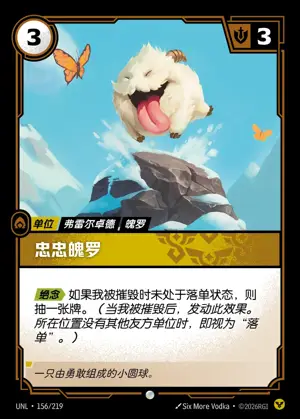 3
3
单位 弗雷尔卓德 魄罗
忠忠魄罗
绝念 如果我被摧毁时未处于落单状态，则
抽一张牌。（当我被摧毁后，发动此效果。
所在位置没有其他友方单位时，即视为“落
单”。）
一只由勇敢组成的小圆球。
UNL • 156/219
Six More Vodka • ©2026RGI